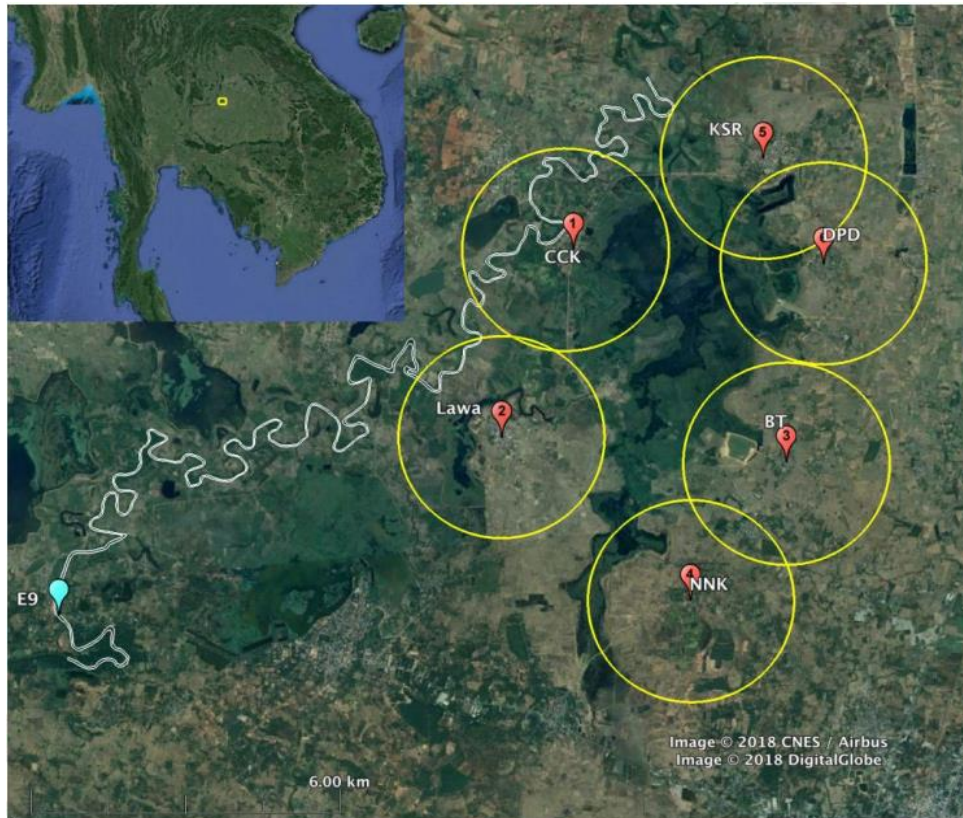 KSR
5
DPD
1
CCK
Lawa
2
BT
3
4
NNK
E9
Image © 2018 CNES / Airbus
Image © 2018 DigitalGlobe
6.00 km